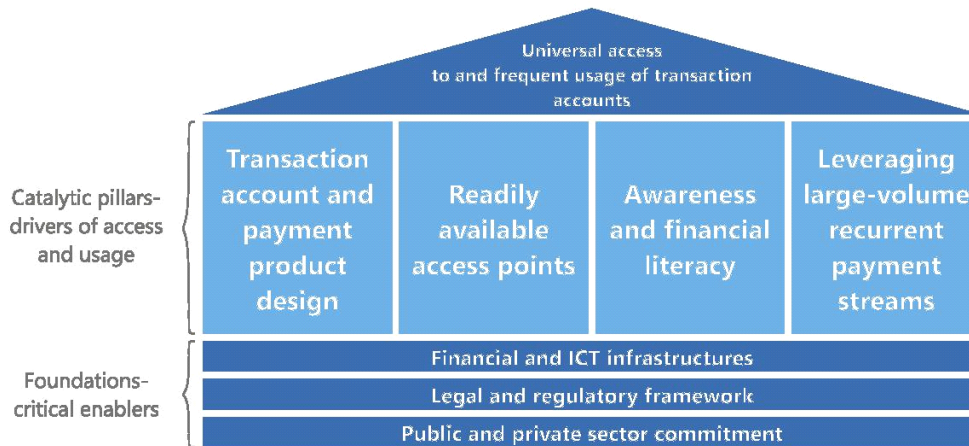 Universal access
to and frequent usage of transaction
accounts
Catalytic pillars-
drivers of access
and usage
Transaction
account and
payment
product
design
Readily
available
access points
Awareness
and financial
literacy
Leveraging
large-volume
recurrent
payment
streams
Foundations-
critical enablers
Financial and ICT infrastructures
Legal and regulatory framework
Public and private sector commitment